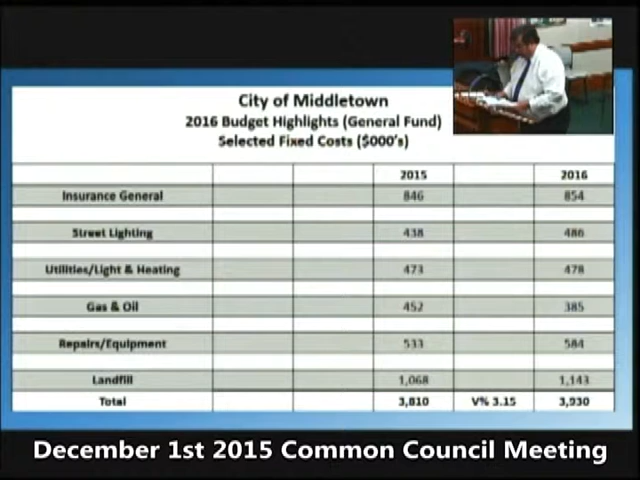 City of Middletown
2016 Budget Highlights (General Fund)
Selected Fixed Costs ($000's)
2015 2016
Insurance General 846 854
Street Lighting 438 486
Utilities/Light & Heating 473 478
Gas & Oil 452 385
Repairs/Equipment 533 584
Landfill 1,068 1,143
Total 3,810 V% 3.15 3,930
December 1st 2015 Common Council Meeting